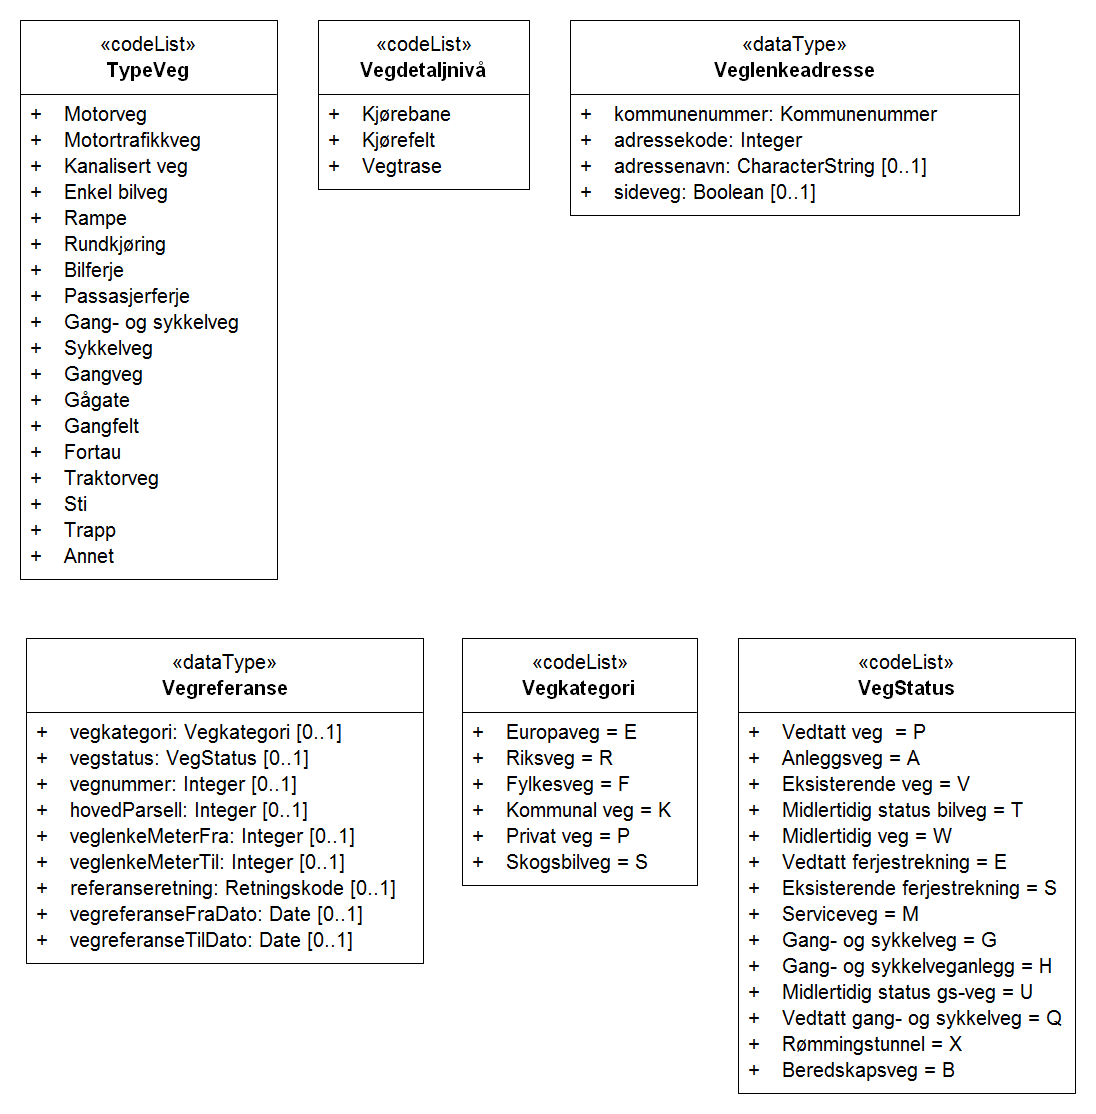 «codeList»
TypeVeg
+ Motorveg
+ Motortrafikkveg
+ Kanalisert veg
+ Enkel bilveg
+ Rampe
+ Rundkjøring
+ Bilferje
+ Passasjerferje
+ Gang- og sykkelveg
+ Sykkelveg
+ Gangveg
+ Gågate
+ Gangfelt
+ Fortau
+ Traktorveg
+ Sti
+ Trapp
+ Annet
«codeList»
Vegdetaljnivå
+ Kjørebane
+ Kjørefelt
+ Vegtrase
«dataType»
Veglenkeadresse
+ kommunenummer: Kommunenummer
+ adressekode: Integer
+ adressenavn: CharacterString [0..1]
+ sideveg: Boolean [0..1]
«dataType»
Vegreferanse
+ vegkategori: Vegkategori [0..1]
+ vegstatus: VegStatus [0..1]
+ vegnummer: Integer [0..1]
+ hovedParsell: Integer [0..1]
+ veglenkeMeterFra: Integer [0..1]
+ veglenkeMeterTil: Integer [0..1]
+ referanseretning: Retningskode [0..1]
+ vegreferanseFraDato: Date [0..1]
+ vegreferanseTilDato: Date [0..1]
«codeList»
Vegkategori
+ Europaveg = E
+ Riksveg = R
+ Fylkesveg = F
+ Kommunal veg = K
+ Privat veg = P
+ Skogsbilveg = S
«codeList»
VegStatus
+ Vedtatt veg  = P
+ Anleggsveg = A
+ Eksisterende veg = V
+ Midlertidig status bilveg = T
+ Midlertidig veg = W
+ Vedtatt ferjestrekning = E
+ Eksisterende ferjestrekning = S
+ Serviceveg = M
+ Gang- og sykkelveg = G
+ Gang- og sykkelveganlegg = H
+ Midlertidig status gs-veg = U
+ Vedtatt gang- og sykkelveg = Q
+ Rømmingstunnel = X
+ Beredskapsveg = B